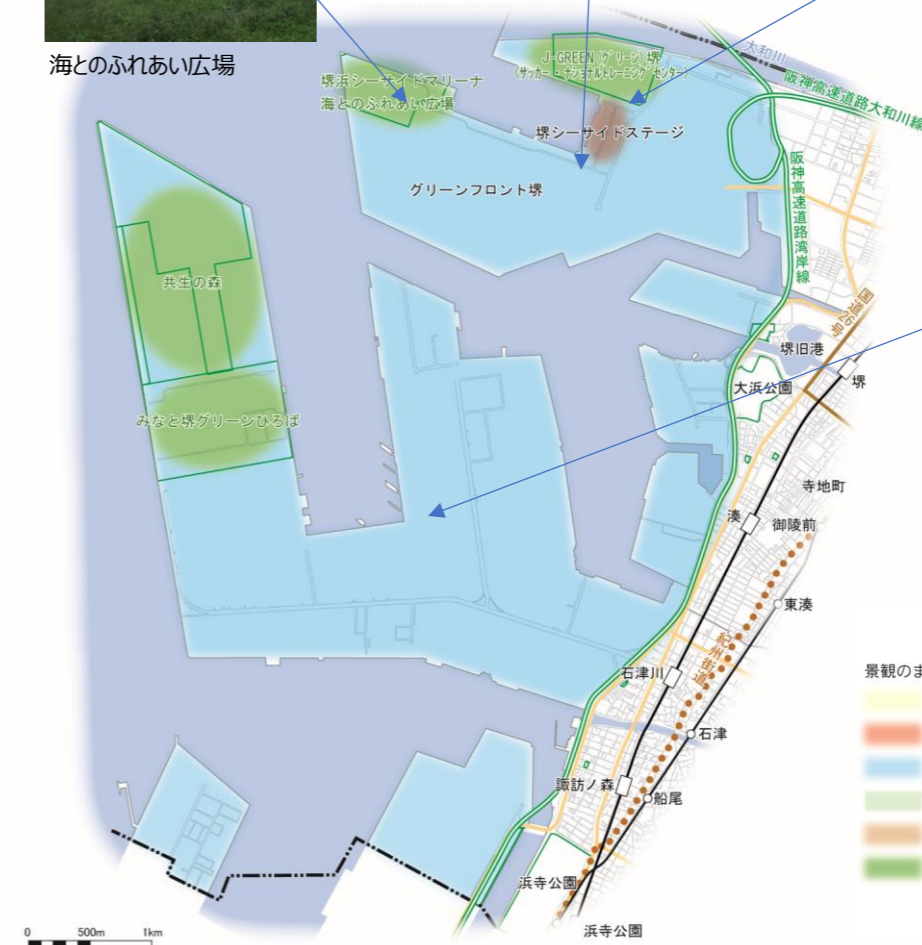 海とのふれあい広場
大和川
J-GREEN(グリーン)堺
(サッカー・ナショナルトレーニングセンター)
阪神高速道路大和川線
堺浜シーサイドマリーナ
海とのふれあい広場
堺シーサイドステージ
グリーンフロント堺
阪神高速道路湾岸線
共生の森
国道26号
堺旧港
堺
大浜公園
みなと堺グリーンひろば
寺地町
湊
御陵前
東湊
紀州街道
石津川
景観のま
石津
諏訪ノ森
船尾
浜寺公園
浜寺公園
0 500m 1km